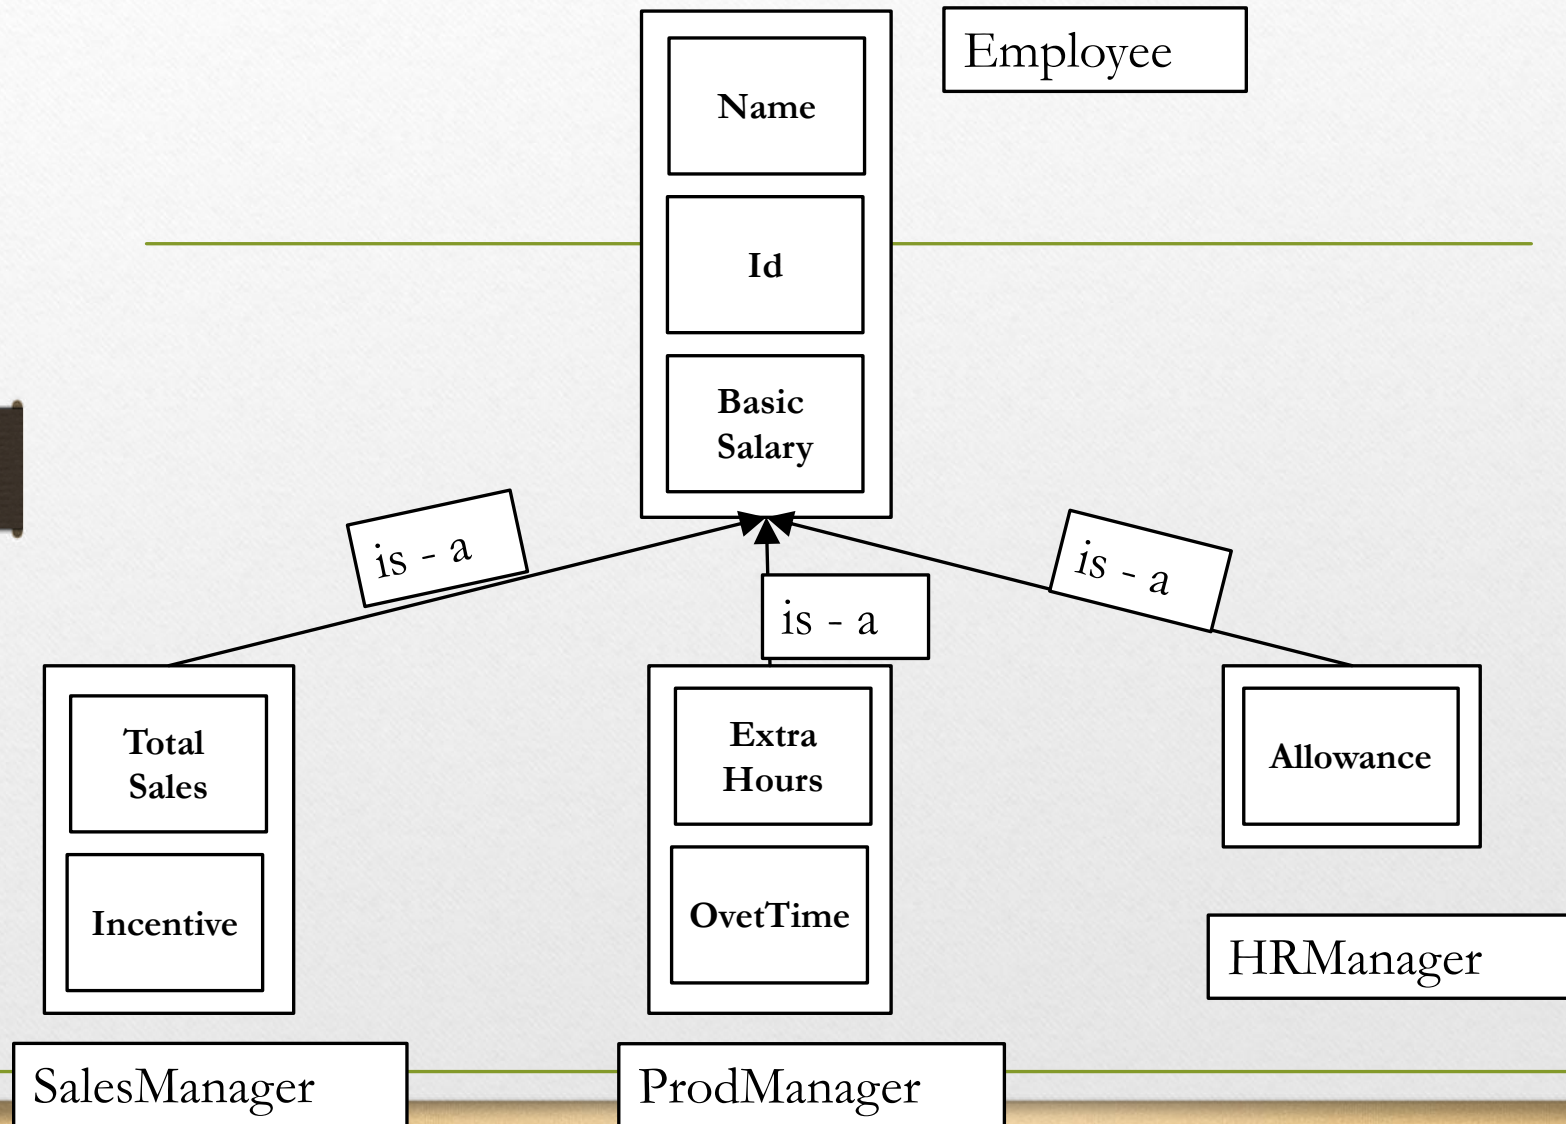 Employee
Name
Id
Basic
Salary
is - a
is - a
is - a
Total
Sales
Incentive
Extra
Hours
OvetTime
Allowance
HRManager
SalesManager
ProdManager